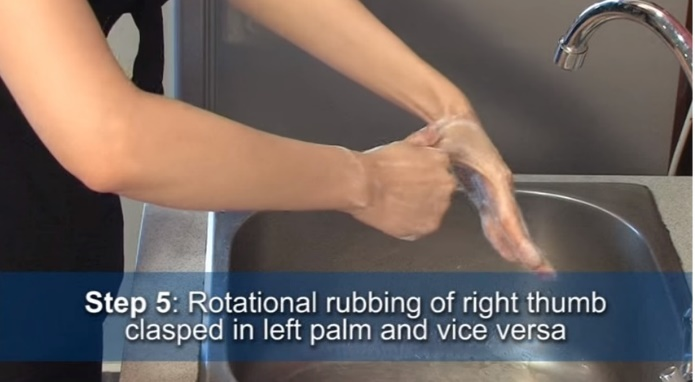 Step 5: Rotational rubbing of right thumb
clasped in left palm and vice versa